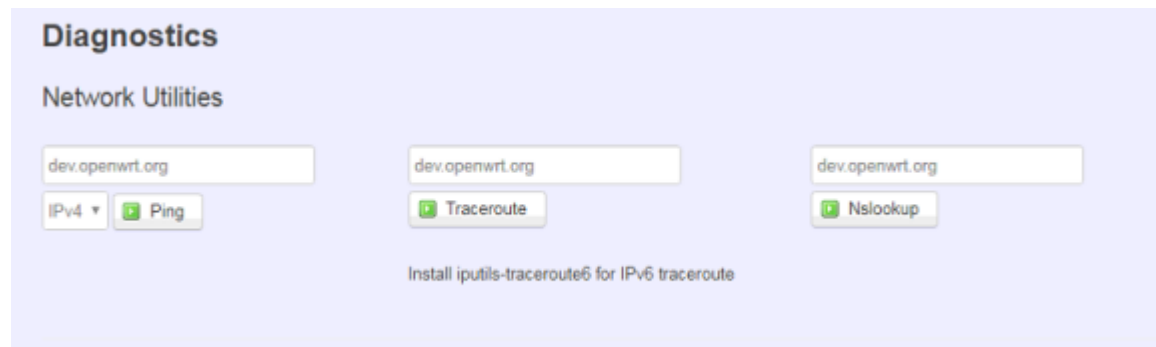 Diagnostics
Network Utilities
dev.openwrt.org
dev.openwrt.org
dev.openwrt.org
IPv4
Ping
Traceroute
Nslookup
Install iputils-traceroute6 for IPv6 traceroute